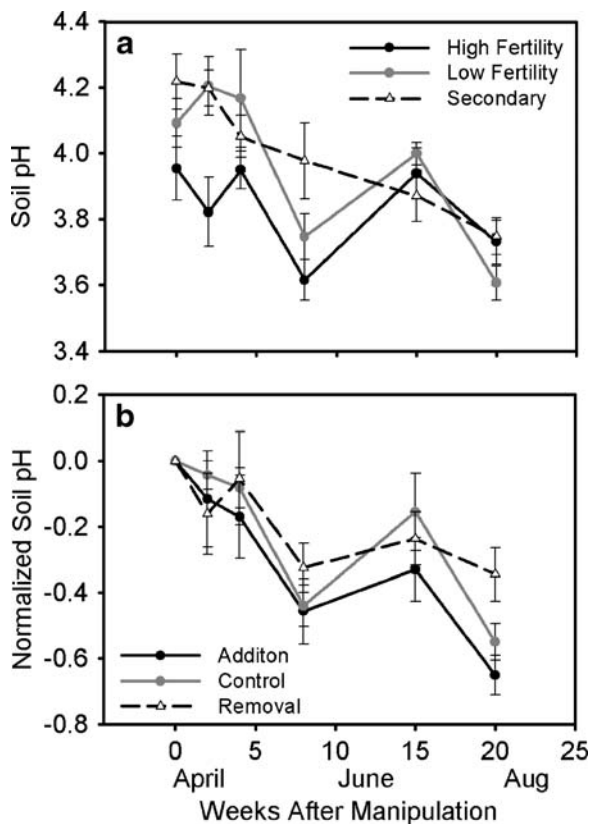 a
High Fertility
Low Fertility
Secondary
Soil pH
4.4
4.2
4.0
3.8
3.6
3.4
b
Normalized Soil pH
0.2
0.0
-0.2
-0.4
-0.6
-0.8
Additon
Control
Removal
0 5 10 15 20 25
April June Aug
Weeks After Manipulation